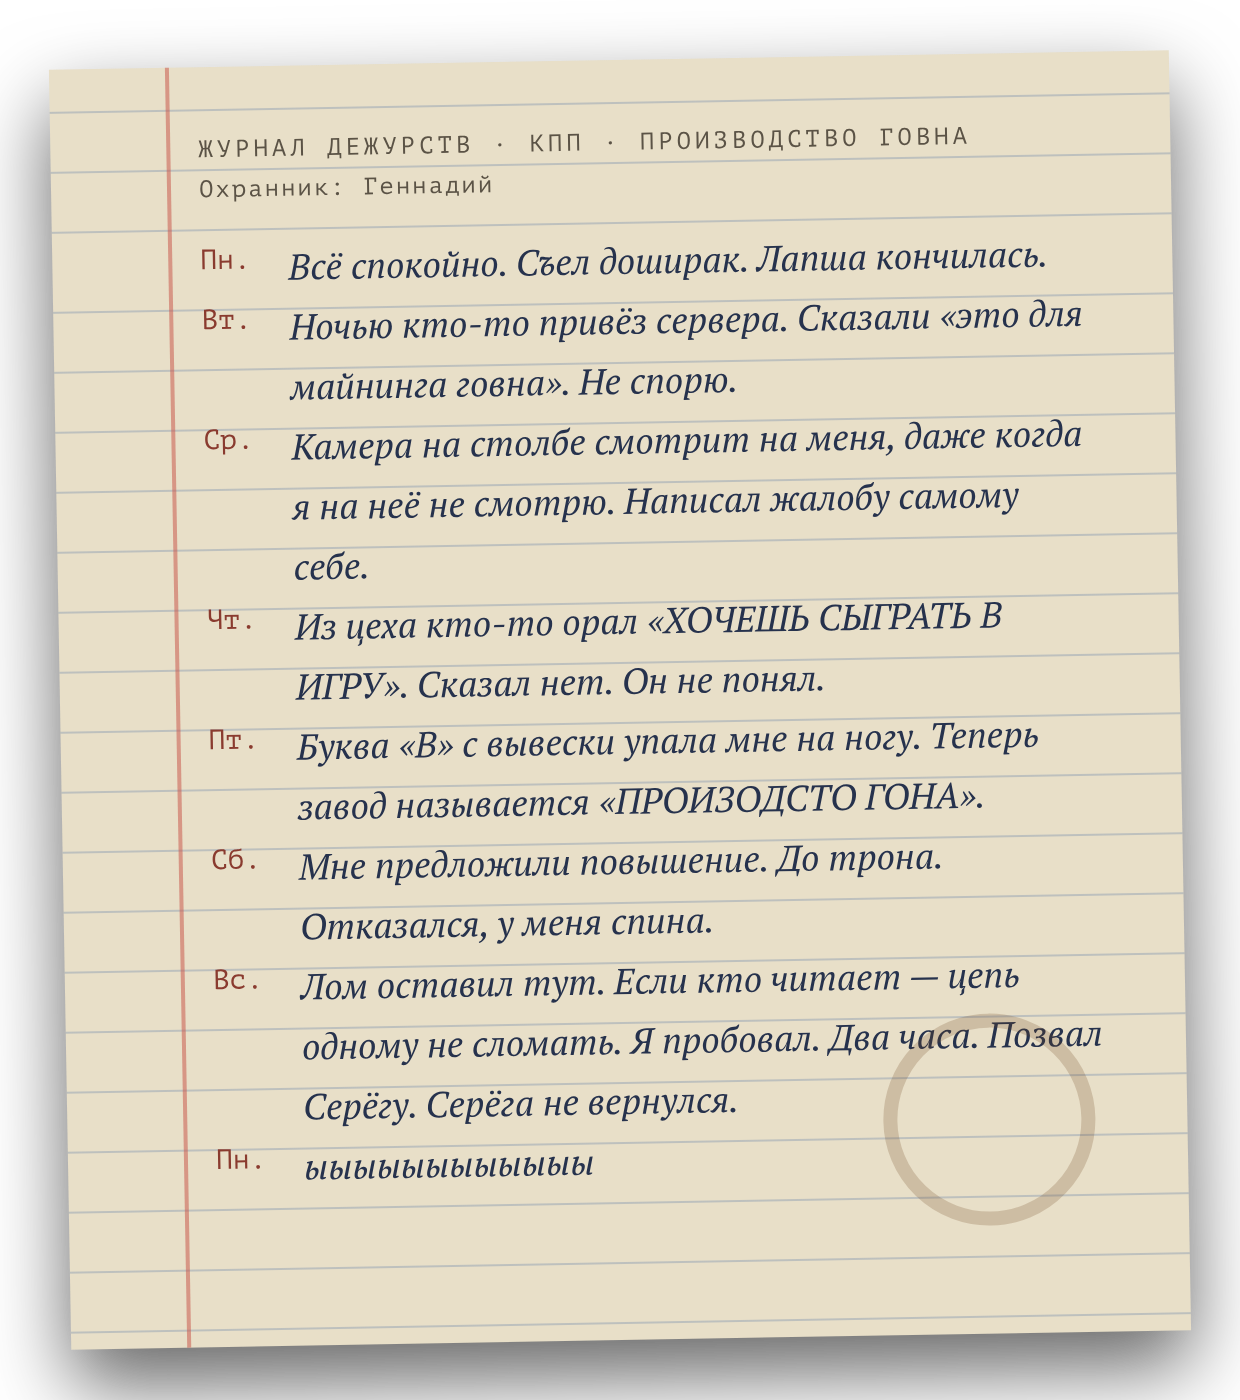 ЖУРНАЛ ДЕЖУРСТВ · КПП · ПРОИЗВОДСТВО ГОВНА
Охранник: Геннадий
Пн. Всё спокойно. Съел доширак. Лапша кончилась.
Вт. Ночью кто-то привёз сервера. Сказали «это для
майнинга говна». Не спорю.
Ср. Камера на столбе смотрит на меня, даже когда
я на неё не смотрю. Написал жалобу самому
себе.
Чт. Из цеха кто-то орал «ХОЧЕШЬ СЫГРАТЬ В
ИГРУ». Сказал нет. Он не понял.
Пт. Буква «В» с вывески упала мне на ногу. Теперь
завод называется «ПРОИЗОДСТО ГОНА».
Сб. Мне предложили повышение. До трона.
Отказался, у меня спина.
Вс. Лом оставил тут. Если кто читает — цепь
одному не сломать. Я пробовал. Два часа. Позвал
Серёгу. Серёга не вернулся.
Пн. ыыыыыыыыыыыы